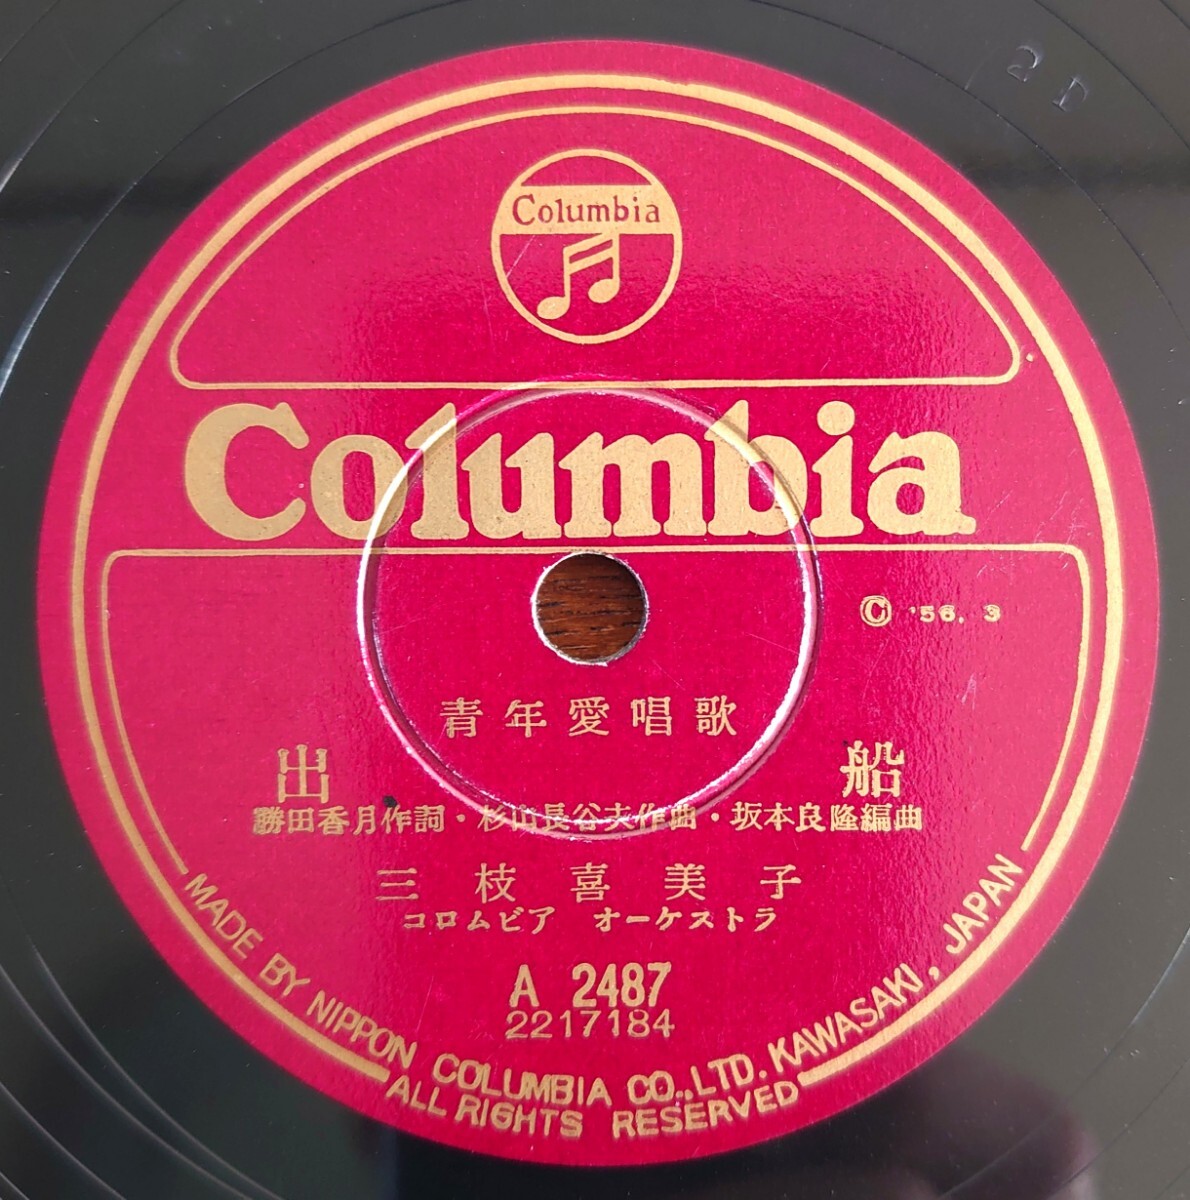 2 D
Columbia
Columbia
© '56. 3
青年愛唱歌
出船
勝田香月作詞・杉山長谷夫作曲・坂本良隆編曲
三枝喜美子
コロムビア オーケストラ
A 2487
2217184
MADE BY NIPPON COLUMBIA CO., LTD. KAWASAKI, JAPAN
ALL RIGHTS RESERVED